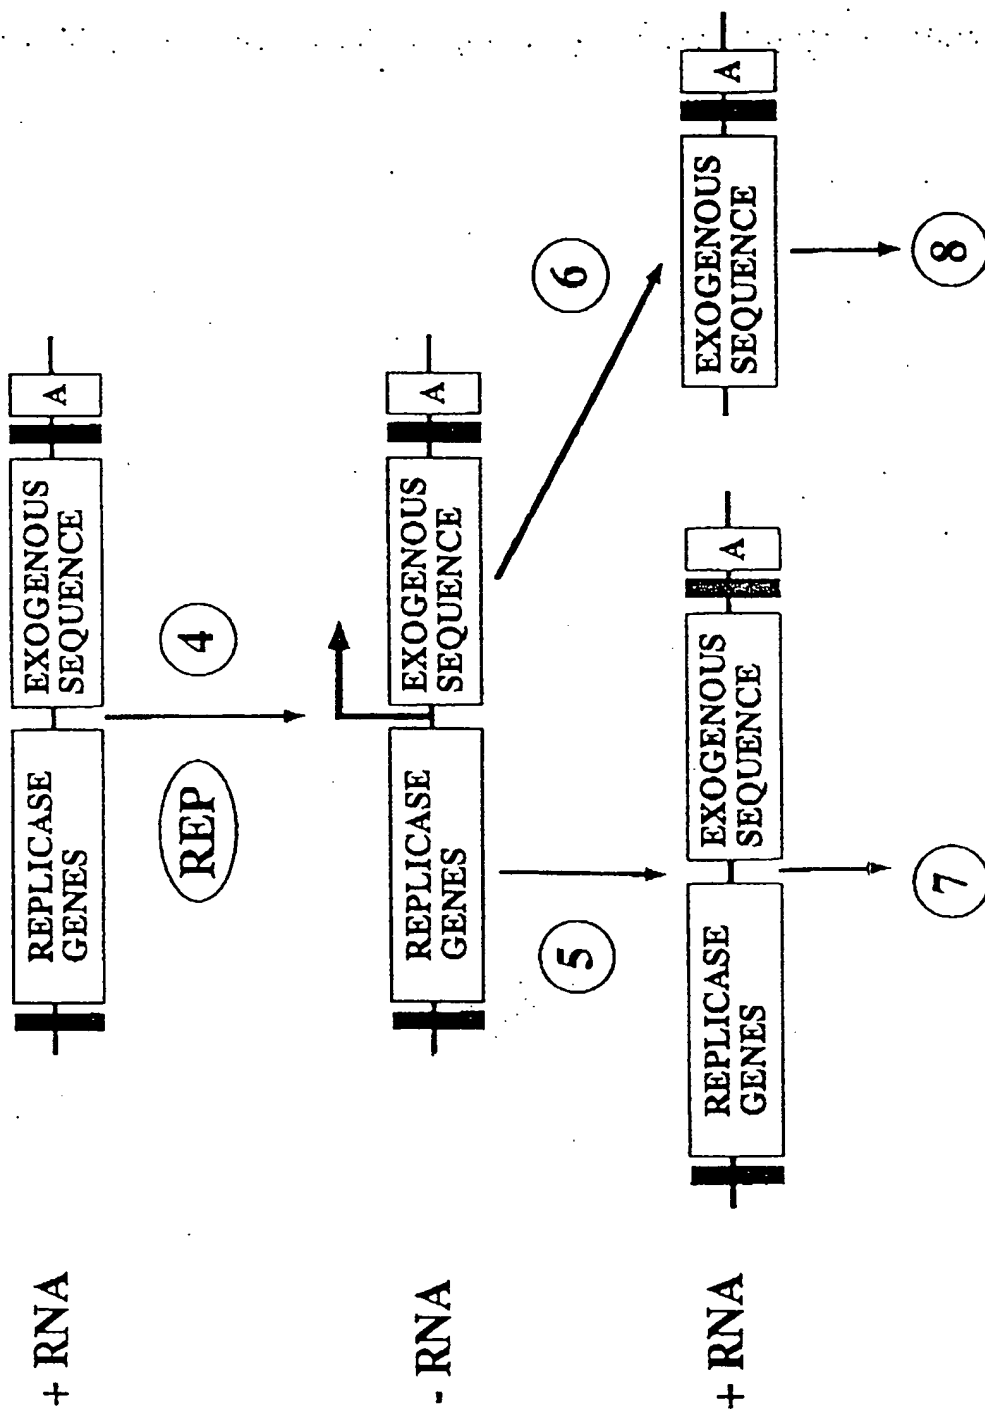 + RNA
REPLICASE
GENES
EXOGENOUS
SEQUENCE
A
REP
4
- RNA
REPLICASE
GENES
EXOGENOUS
SEQUENCE
A
5
6
+ RNA
REPLICASE
GENES
EXOGENOUS
SEQUENCE
A
EXOGENOUS
SEQUENCE
A
7
8